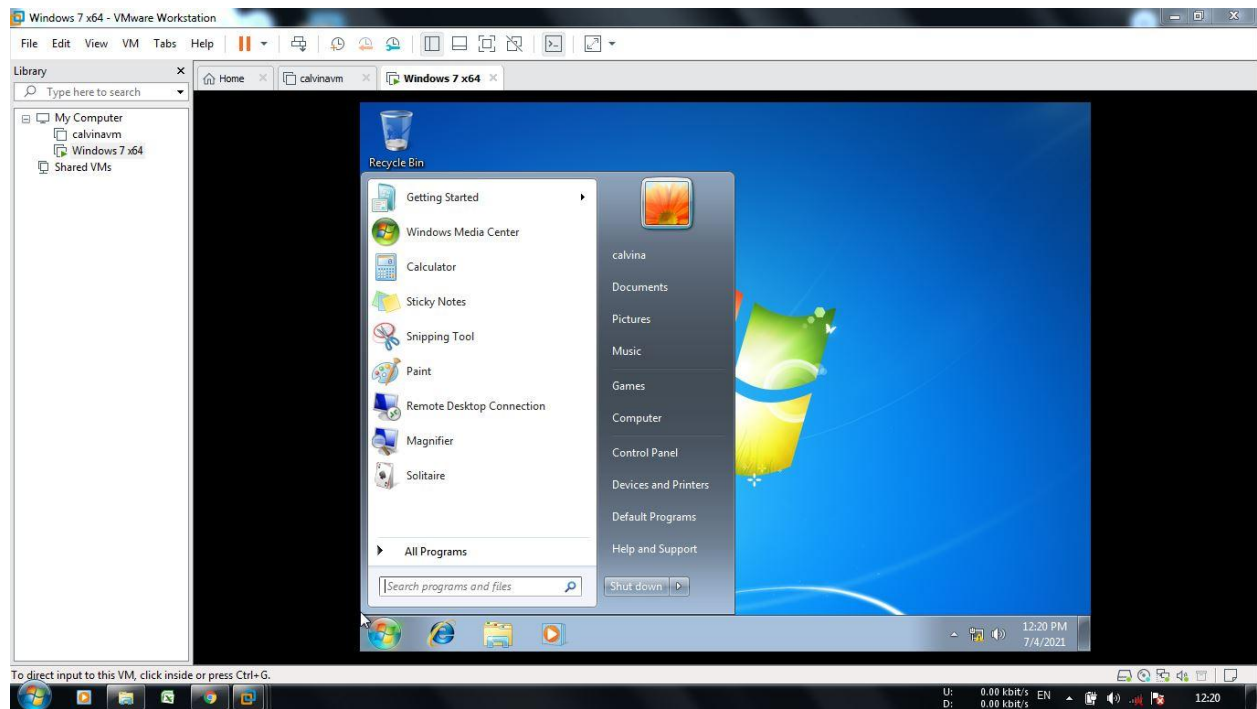 Windows 7 x64 - VMware Workstation
File Edit View VM Tabs Help
Library
Type here to search
My Computer
calvinavm
Windows 7 x64
Shared VMs
Home
calvinavm
Windows 7 x64
Recycle Bin
Getting Started
Windows Media Center
Calculator
Sticky Notes
Snipping Tool
Paint
Remote Desktop Connection
Magnifier
Solitaire
All Programs
Search programs and files
calvina
Documents
Pictures
Music
Games
Computer
Control Panel
Devices and Printers
Default Programs
Help and Support
Shut down
12:20 PM
7/4/2021
To direct input to this VM, click inside or press Ctrl+G.
U: 0.00 kbit/s
D: 0.00 kbit/s
EN
12:20